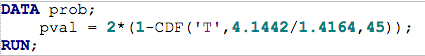 DATA prob;
pval = 2*(1-CDF('T',4.1442/1.4164,45));
RUN;